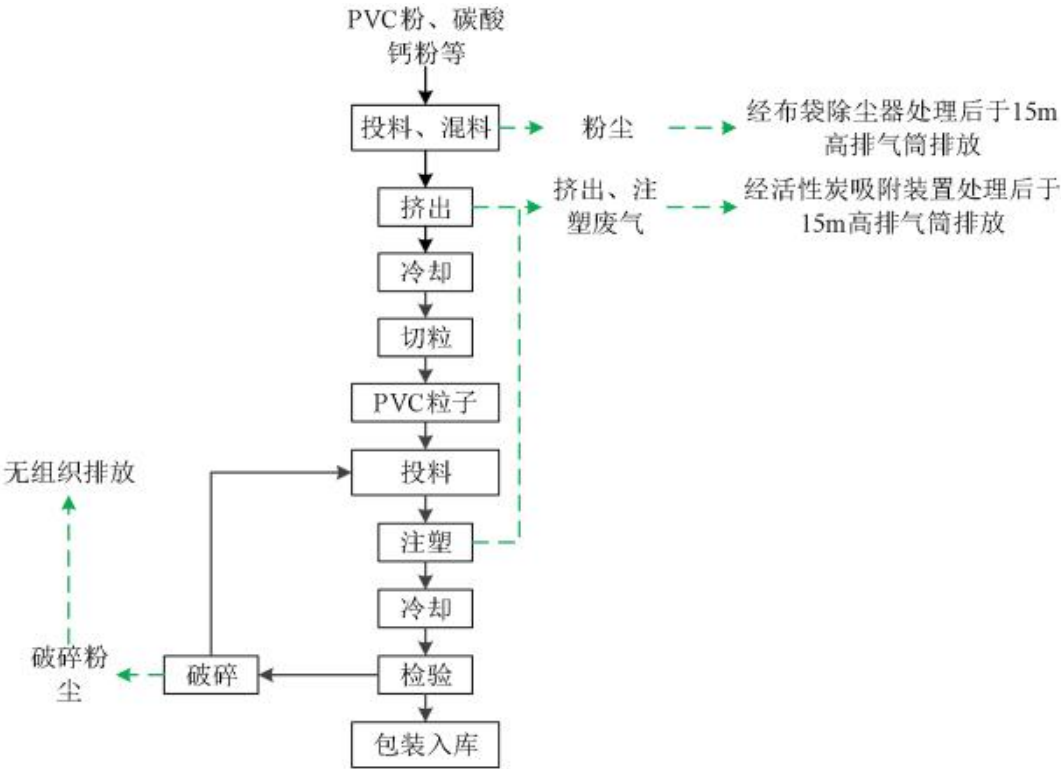 PVC粉、碳酸
钙粉等
投料、混料
粉尘
经布袋除尘器处理后于15m
高排气筒排放
挤出
挤出、注
塑废气
经活性炭吸附装置处理后于
15m高排气筒排放
冷却
切粒
PVC粒子
投料
无组织排放
注塑
冷却
破碎粉
尘
破碎
检验
包装入库